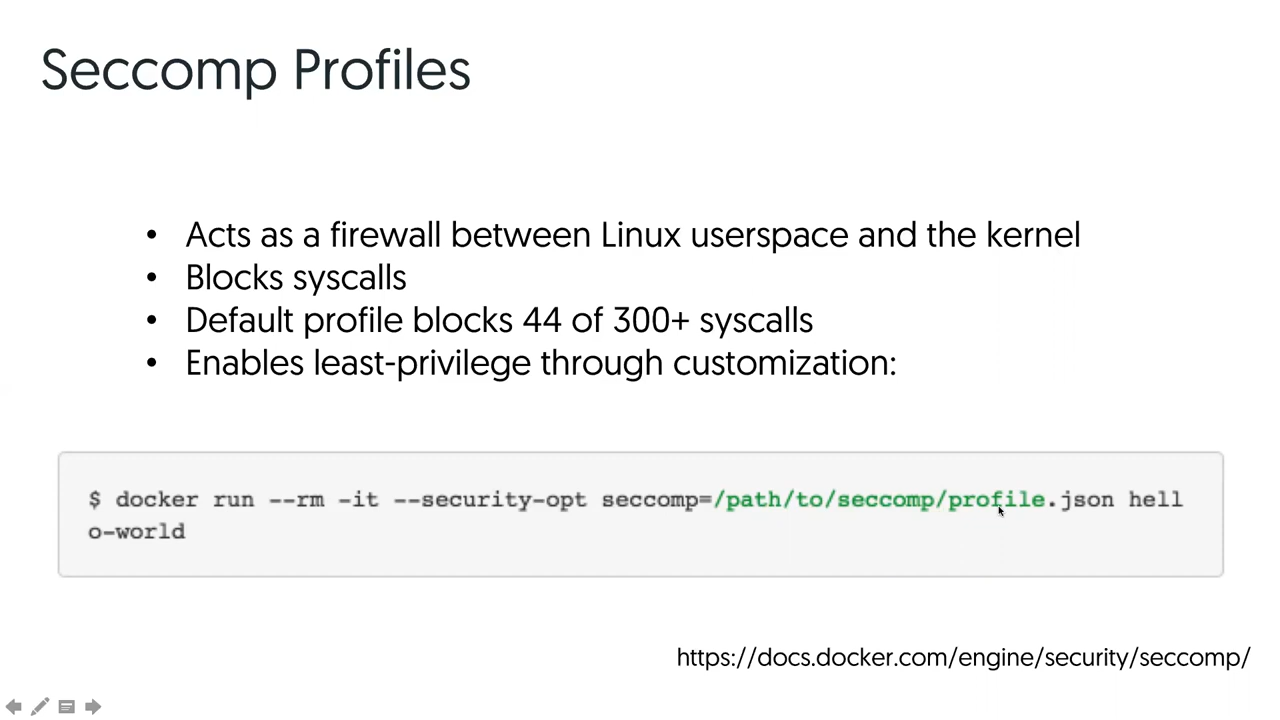 Seccomp Profiles
• Acts as a firewall between Linux userspace and the kernel
• Blocks syscalls
• Default profile blocks 44 of 300+ syscalls
• Enables least-privilege through customization:
$ docker run --rm -it --security-opt seccomp=/path/to/seccomp/profile.json hell
o-world
https://docs.docker.com/engine/security/seccomp/